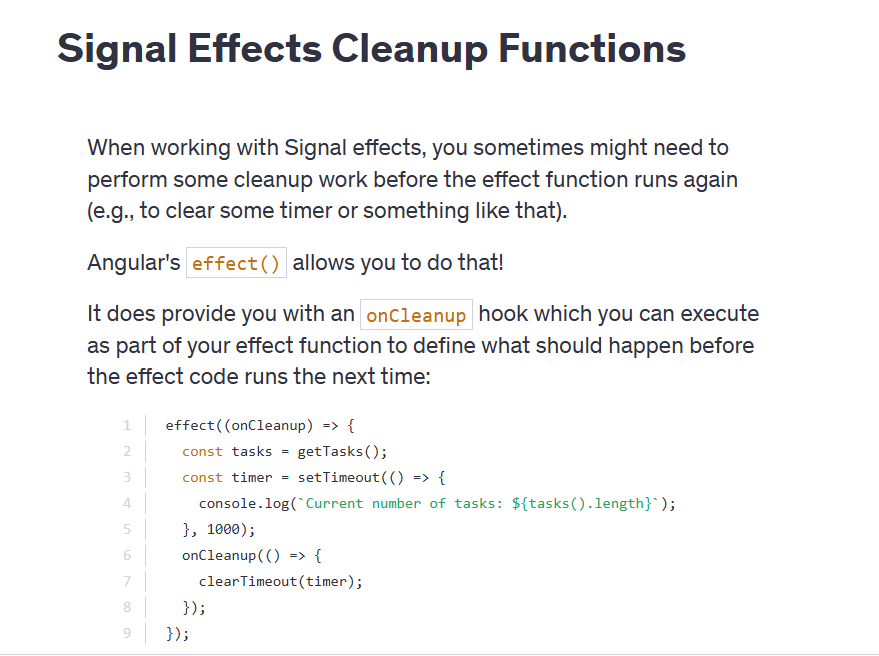 Signal Effects Cleanup Functions
When working with Signal effects, you sometimes might need to
perform some cleanup work before the effect function runs again
(e.g., to clear some timer or something like that).
Angular's effect() allows you to do that!
It does provide you with an onCleanup hook which you can execute
as part of your effect function to define what should happen before
the effect code runs the next time:
1 effect((onCleanup) => {
2   const tasks = getTasks();
3   const timer = setTimeout(() => {
4     console.log(`Current number of tasks: ${tasks().length}`);
5   }, 1000);
6   onCleanup(() => {
7     clearTimeout(timer);
8   });
9 });